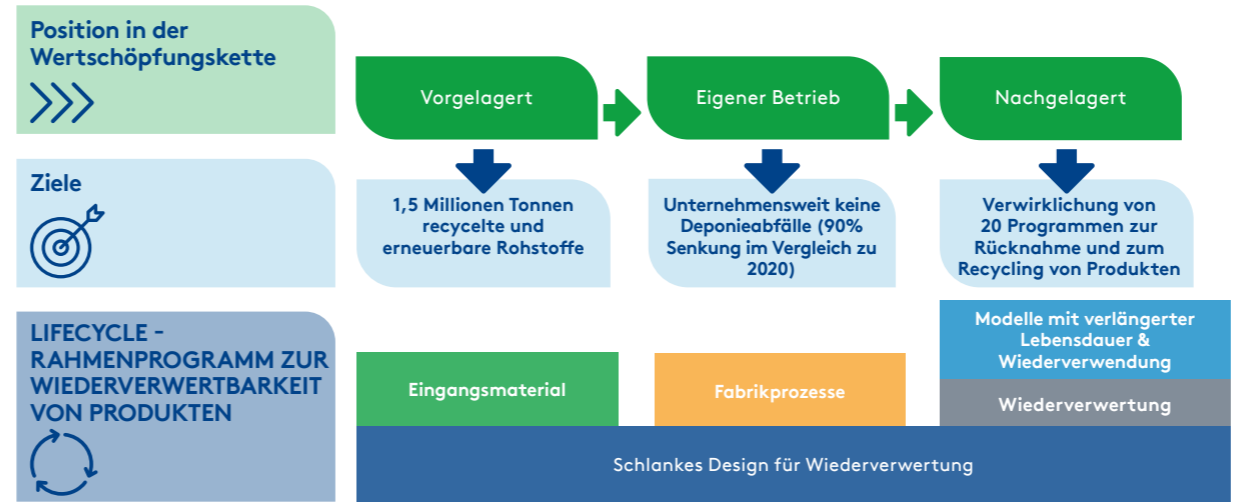 Position in der
Wertschöpfungskette
Vorgelagert
Eigener Betrieb
Nachgelagert
Ziele
1,5 Millionen Tonnen
recycelte und
erneuerbare Rohstoffe
Unternehmensweit keine
Deponieabfälle (90%
Senkung im Vergleich zu
2020)
Verwirklichung von
20 Programmen zur
Rücknahme und zum
Recycling von Produkten
LIFECYCLE -
RAHMENPROGRAMM ZUR
WIEDERVERWERTBARKEIT
VON PRODUKTEN
Eingangsmaterial
Fabrikprozesse
Modelle mit verlängerter
Lebensdauer &
Wiederverwendung
Wiederverwertung
Schlankes Design für Wiederverwertung